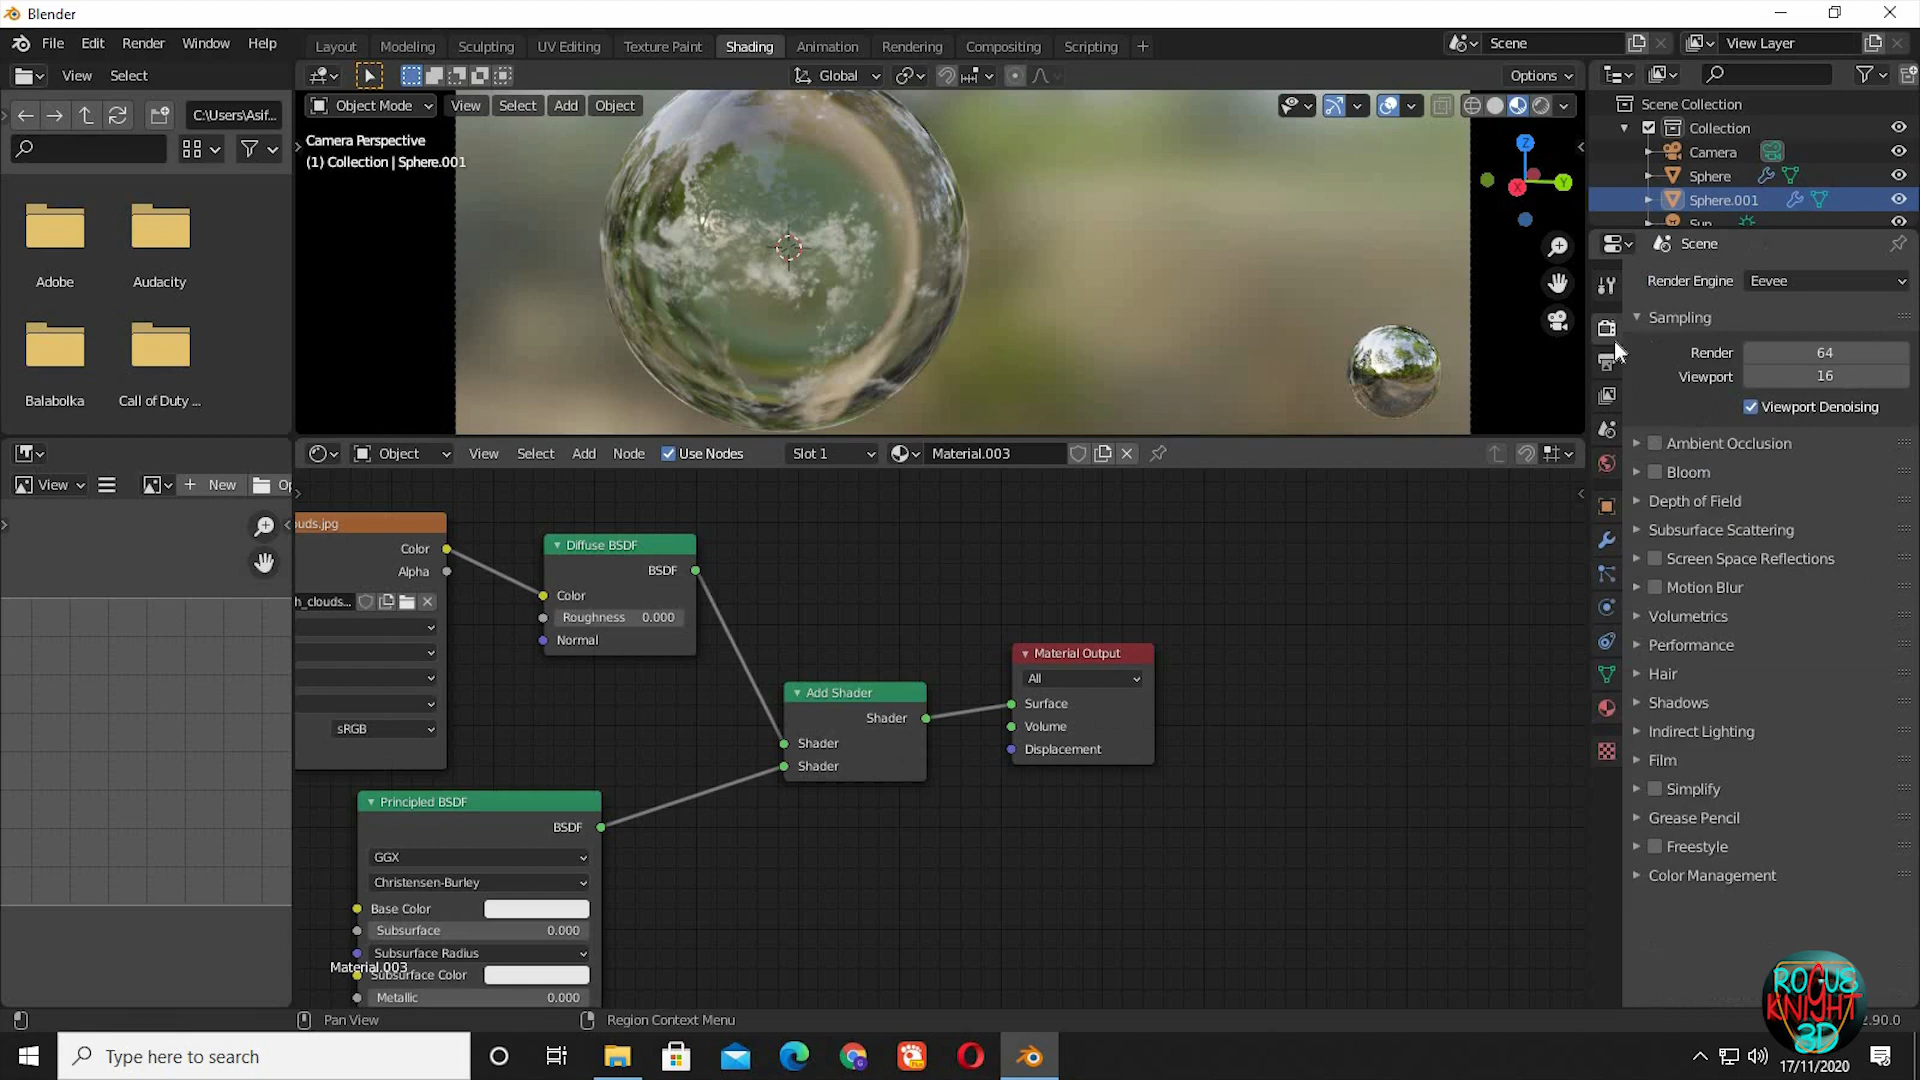 Blender
File Edit Render Window Help
Layout Modeling Sculpting UV Editing Texture Paint Shading Animation Rendering Compositing Scripting +
Scene
View Layer
View Select
Global
Options
C:\Users\Asif...
Object Mode View Select Add Object
Camera Perspective
(1) Collection | Sphere.001
Z
X
Y
Adobe
Audacity
Balabolka
Call of Duty ...
Scene Collection
Collection
Camera
Sphere
Sphere.001
Sun
Scene
Render Engine Eevee
Sampling
Render 64
Viewport 16
Viewport Denoising
Ambient Occlusion
Bloom
Depth of Field
Subsurface Scattering
Screen Space Reflections
Motion Blur
Volumetrics
Performance
Hair
Shadows
Indirect Lighting
Film
Simplify
Grease Pencil
Freestyle
Color Management
Object View Select Add Node Use Nodes Slot 1 Material.003
View + New Op
ouds.jpg
Color
Alpha
h_clouds...
sRGB
Diffuse BSDF
BSDF
Color
Roughness 0.000
Normal
Add Shader
Shader
Shader
Shader
Material Output
All
Surface
Volume
Displacement
Principled BSDF
BSDF
GGX
Christensen-Burley
Base Color
Subsurface 0.000
Subsurface Radius
Subsurface Color
Metallic 0.000
Material.003
Pan View
Region Context Menu
2.90.0
ROGUE
KNIGHT
3D
Type here to search
17/11/2020